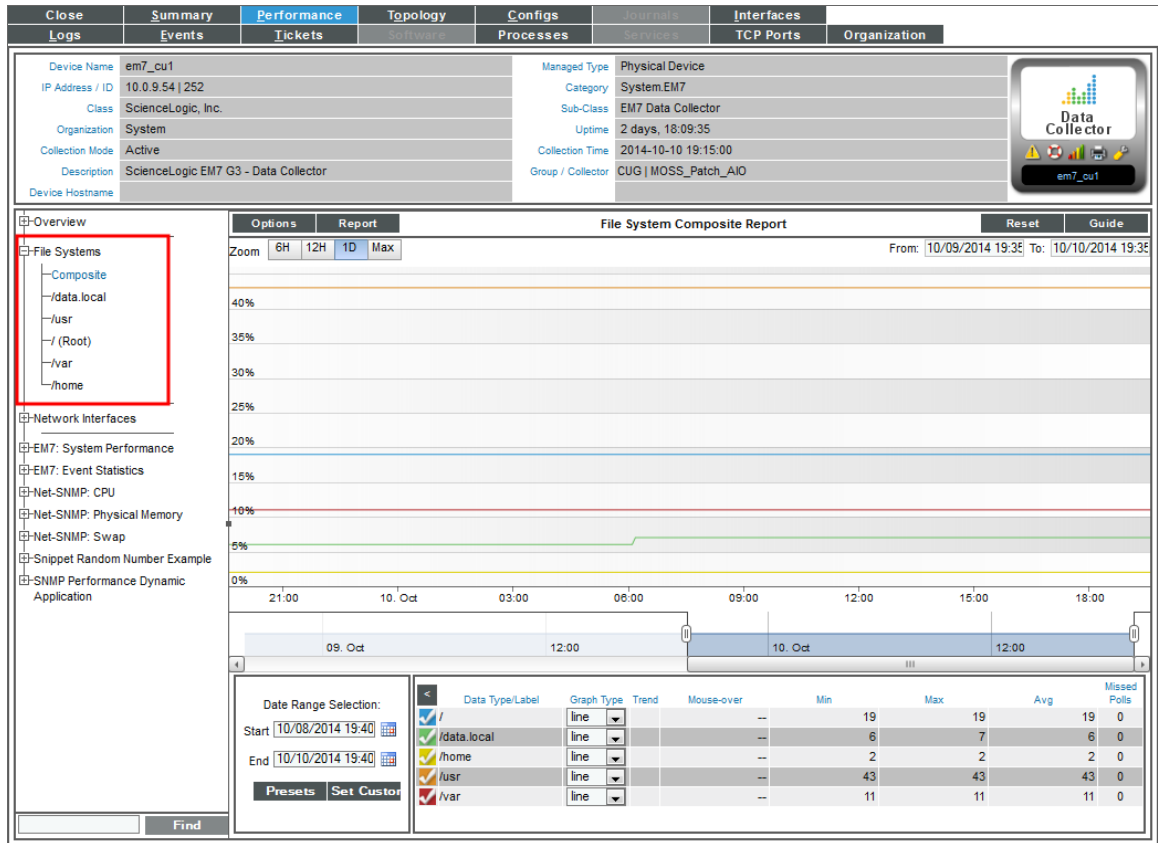 Close Summary Performance Topology Configs Journals Interfaces
Logs Events Tickets Software Processes Services TCP Ports Organization
Device Name em7_cu1 Managed Type Physical Device
IP Address / ID 10.0.9.54 | 252 Category System.EM7
Class ScienceLogic, Inc. Sub-Class EM7 Data Collector
Organization System Uptime 2 days, 18:09:35
Collection Mode Active Collection Time 2014-10-10 19:15:00
Description ScienceLogic EM7 G3 - Data Collector Group / Collector CUG | MOSS_Patch_AIO
Device Hostname
Data
Collector
em7_cu1
Overview
File Systems
Composite
/data.local
/usr
/ (Root)
/var
/home
Network Interfaces
EM7: System Performance
EM7: Event Statistics
Net-SNMP: CPU
Net-SNMP: Physical Memory
Net-SNMP: Swap
Snippet Random Number Example
SNMP Performance Dynamic
Application
Find
Options Report File System Composite Report Reset Guide
Zoom 6H 12H 1D Max From: 10/09/2014 19:35 To: 10/10/2014 19:35
40%
35%
30%
25%
20%
15%
10%
5%
0%
21:00 10. Oct 03:00 06:00 09:00 12:00 15:00 18:00
09. Oct 12:00 10. Oct 12:00
Date Range Selection:
Start 10/08/2014 19:40
End 10/10/2014 19:40
Presets Set Custor
< Data Type/Label Graph Type Trend Mouse-over Min Max Avg Missed Polls
/ line -- 19 19 19 0
/data.local line -- 6 7 6 0
/home line -- 2 2 2 0
/usr line -- 43 43 43 0
/var line -- 11 11 11 0